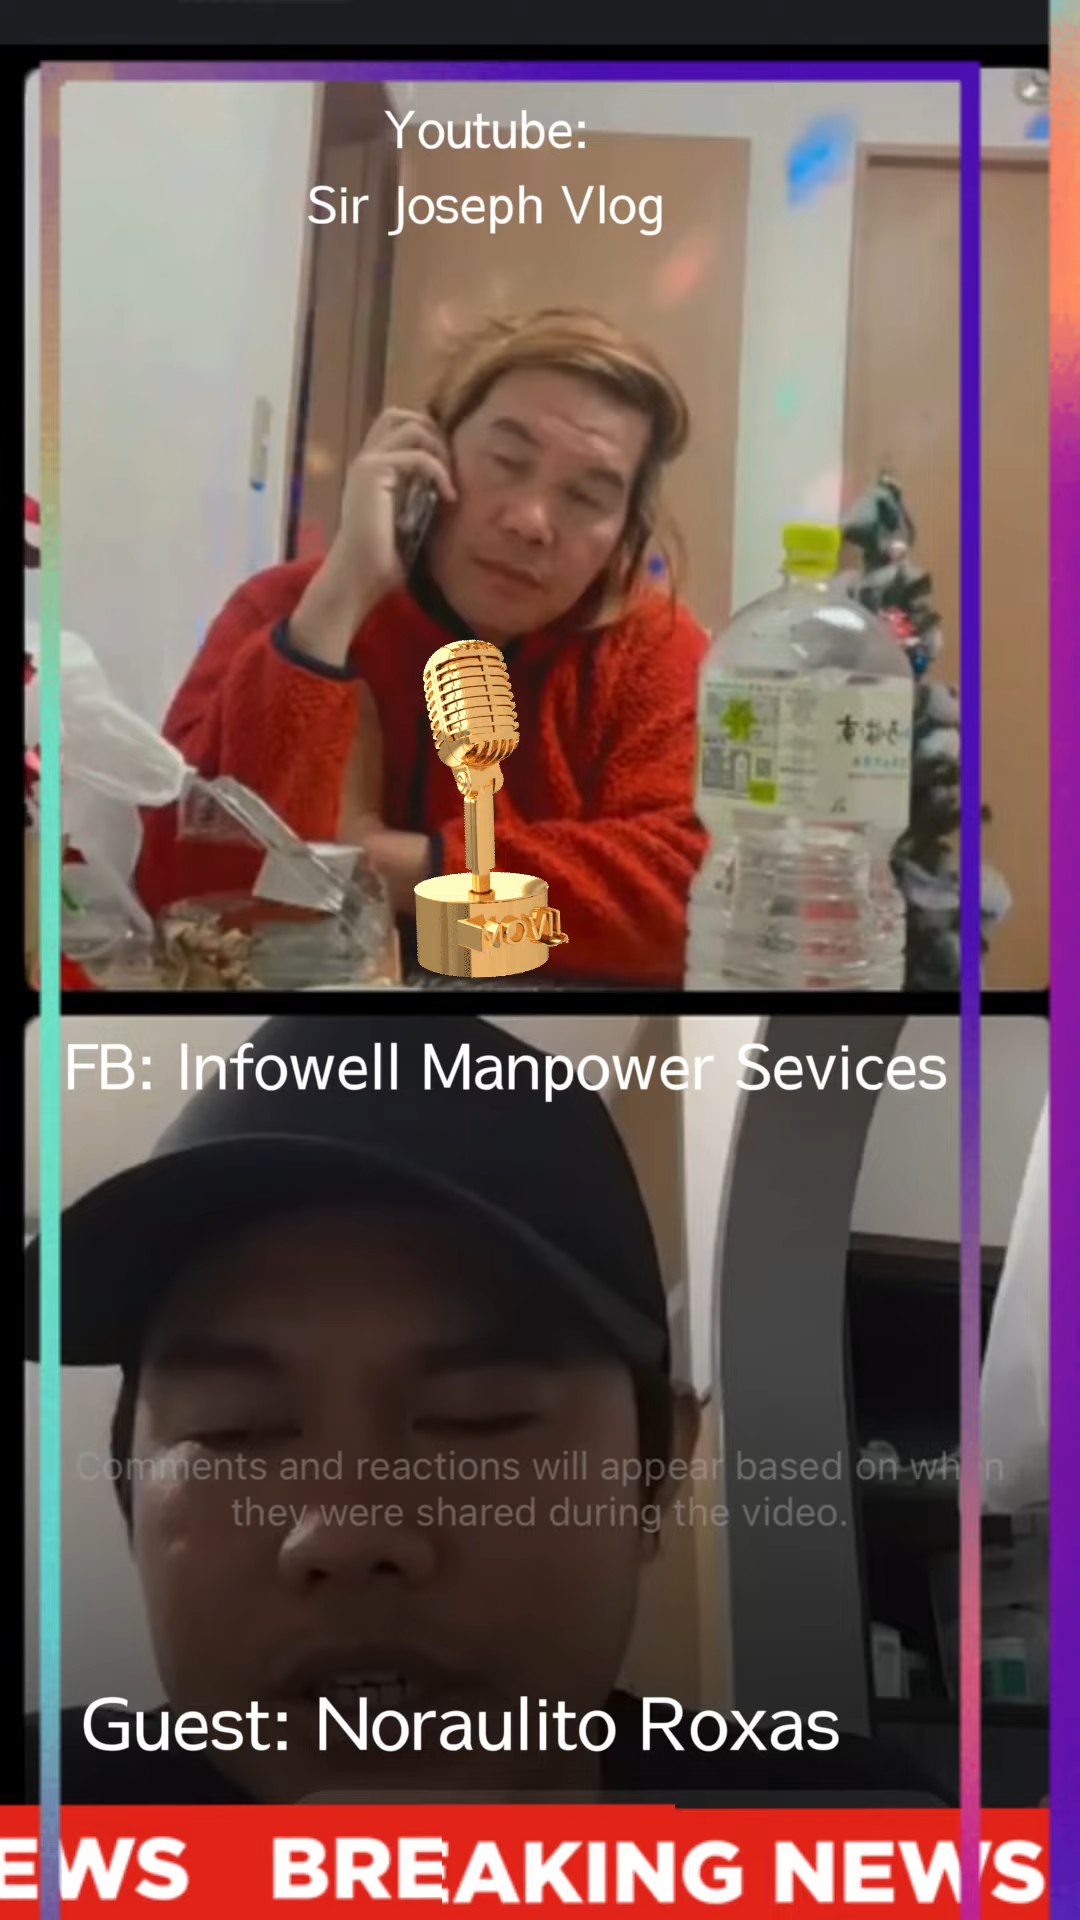 Youtube:
Sir Joseph Vlog
FB: Infowell Manpower Sevices
Comments and reactions will appear based on when
they were shared during the video.
Guest: Noraulito Roxas
EWS BREAKING NEWS